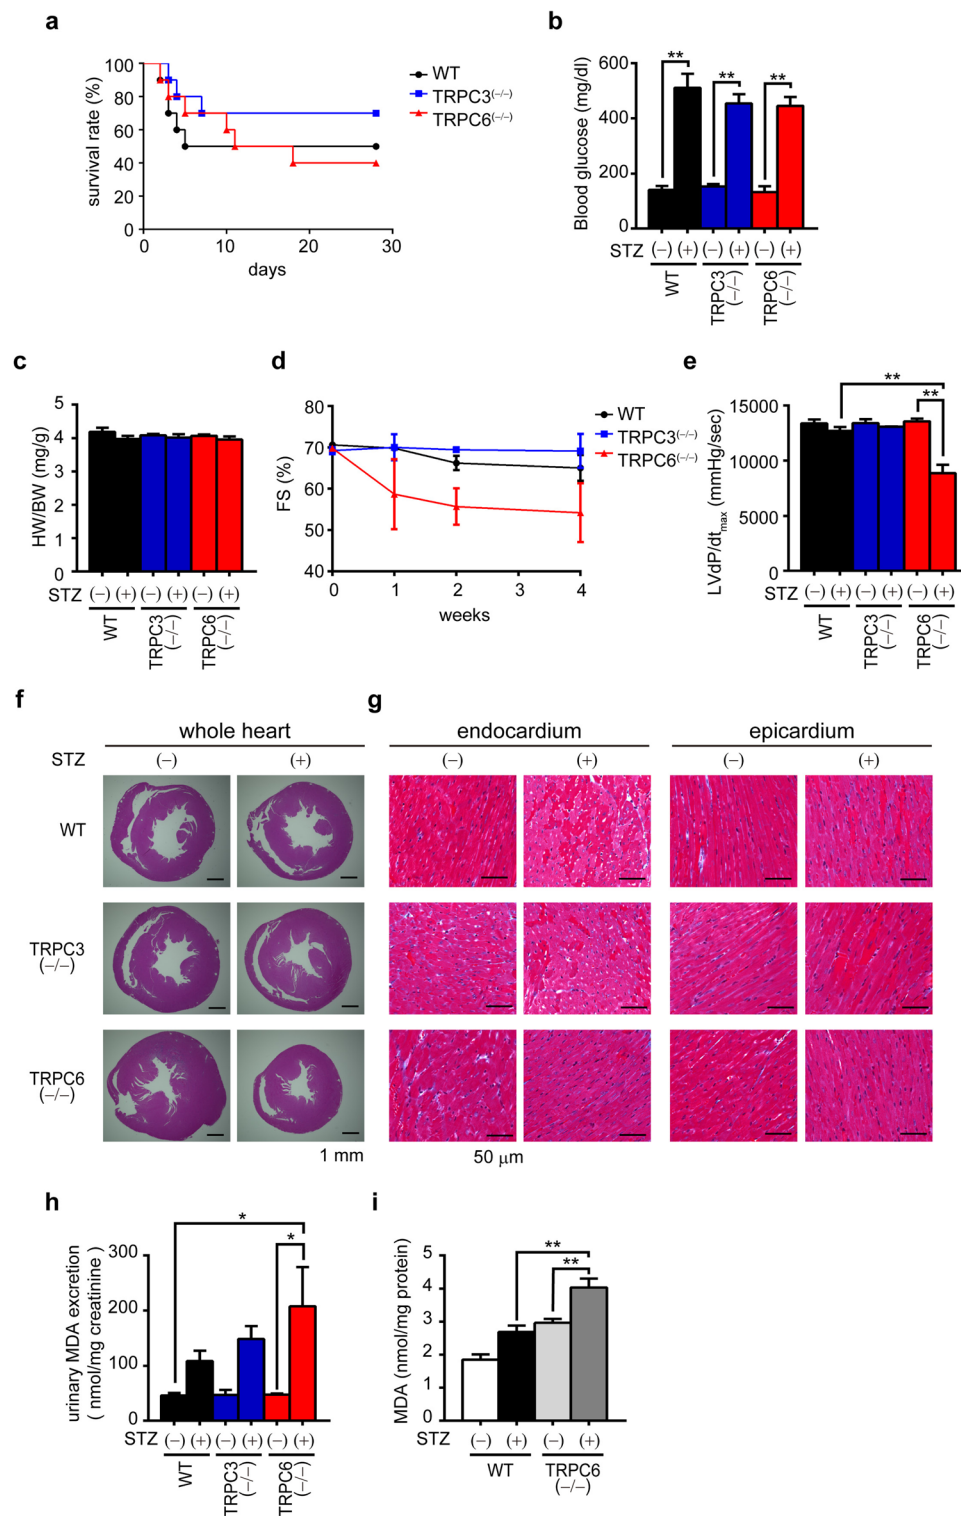 a
survival rate (%)
100
80
60
40
20
0
0 10 20 30
days
WT
TRPC3(−/−)
TRPC6(−/−)
b
Blood glucose (mg/dl)
600
400
200
0
** ** **
STZ (−) (+) (−) (+) (−) (+)
WT
TRPC3 (−/−)
TRPC6 (−/−)
c
HW/BW (mg/g)
5
4
3
2
1
0
STZ (−) (+) (−) (+) (−) (+)
WT
TRPC3 (−/−)
TRPC6 (−/−)
d
FS (%)
80
70
60
50
40
0 1 2 3 4
weeks
WT
TRPC3(−/−)
TRPC6(−/−)
e
LVdP/dtmax (mmHg/sec)
15000
10000
5000
0
**
**
STZ (−) (+) (−) (+) (−) (+)
WT
TRPC3 (−/−)
TRPC6 (−/−)
f
whole heart
STZ (−) (+)
WT
TRPC3
(−/−)
TRPC6
(−/−)
1 mm
g
endocardium epicardium
(−) (+) (−) (+)
50 μm
h
urinary MDA excretion
( nmol/mg creatinine )
300
200
100
0
*
*
STZ (−) (+) (−) (+) (−) (+)
WT
TRPC3 (−/−)
TRPC6 (−/−)
i
MDA (nmol/mg protein)
5
4
3
2
1
0
**
**
STZ (−) (+) (−) (+)
WT TRPC6
(−/−)